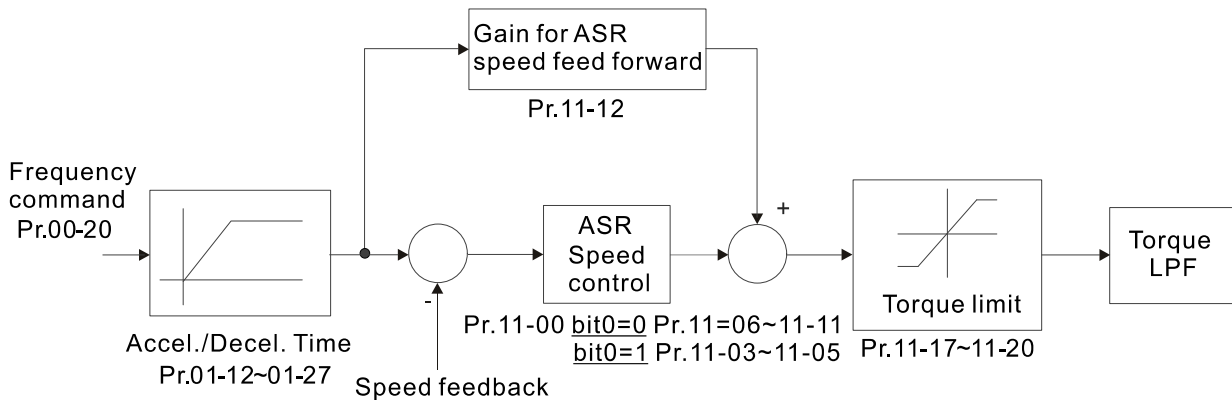 Gain for ASR
speed feed forward
Pr.11-12
Frequency
command
Pr.00-20
+
ASR
Speed
control
Torque
LPF
-
Torque limit
Pr.11-00 bit0=0 Pr.11=06~11-11
bit0=1 Pr.11-03~11-05
Pr.11-17~11-20
Accel./Decel. Time
Pr.01-12~01-27
Speed feedback